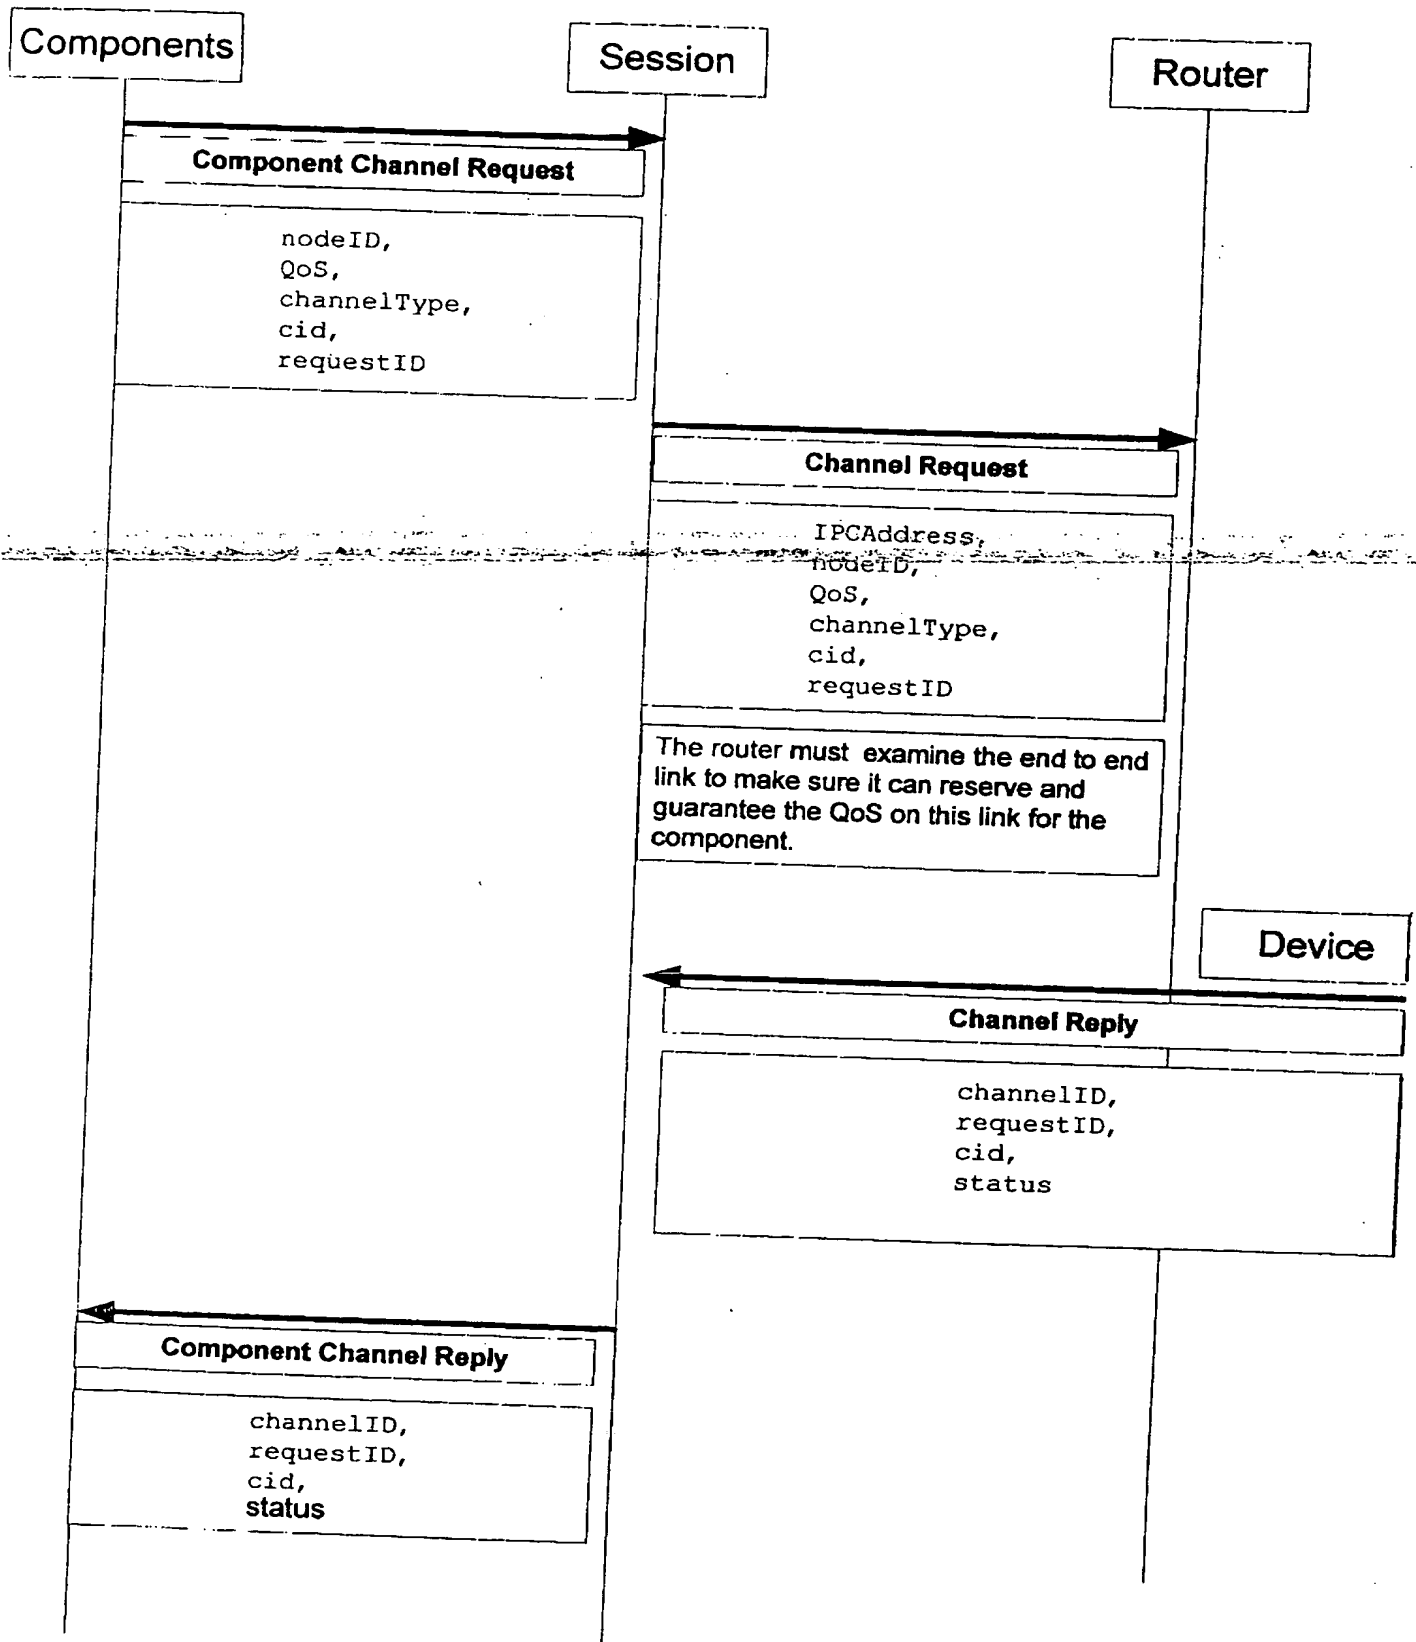 Components
Session
Router
Component Channel Request
nodeID,
QoS,
channelType,
cid,
requestID
Channel Request
IPCAddress,
nodeID,
QoS,
channelType,
cid,
requestID
The router must examine the end to end
link to make sure it can reserve and
guarantee the QoS on this link for the
component.
Device
Channel Reply
channelID,
requestID,
cid,
status
Component Channel Reply
channelID,
requestID,
cid,
status